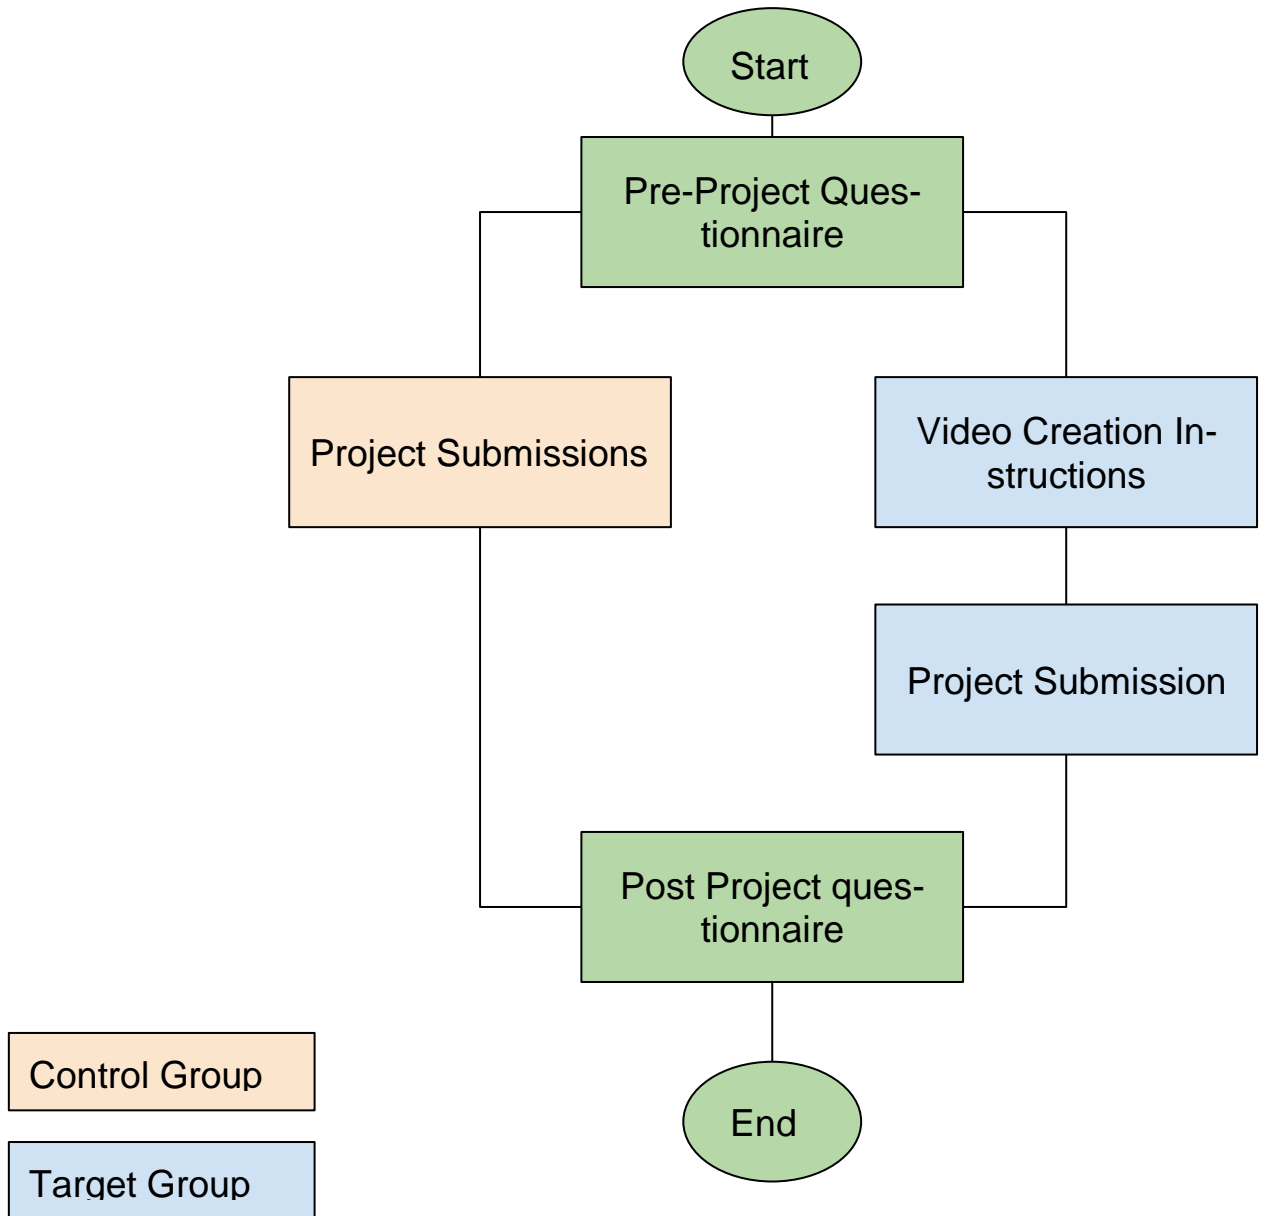 Start
Pre-Project Ques-
tionnaire
Project Submissions
Video Creation In-
structions
Project Submission
Post Project ques-
tionnaire
End
Control Group
Target Group